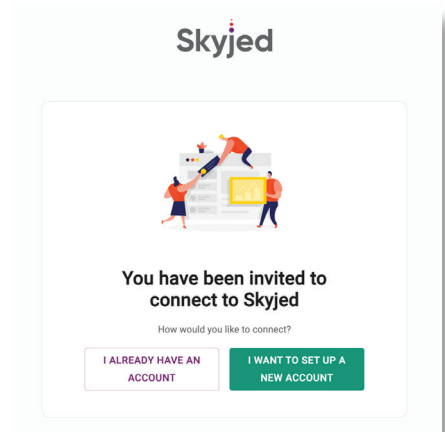 Skyjed
You have been invited to
connect to Skyjed
How would you like to connect?
I ALREADY HAVE AN
ACCOUNT
I WANT TO SET UP A
NEW ACCOUNT